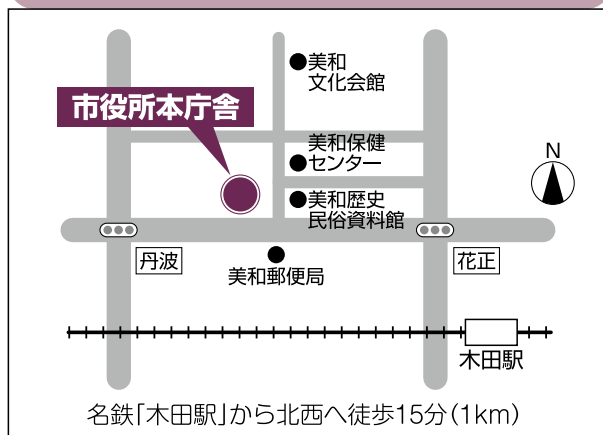 美和
文化会館
市役所本庁舎
美和保健
センター
N
美和歴史
民俗資料館
丹波
花正
美和郵便局
木田駅
名鉄「木田駅」から北西へ徒歩15分(1km)